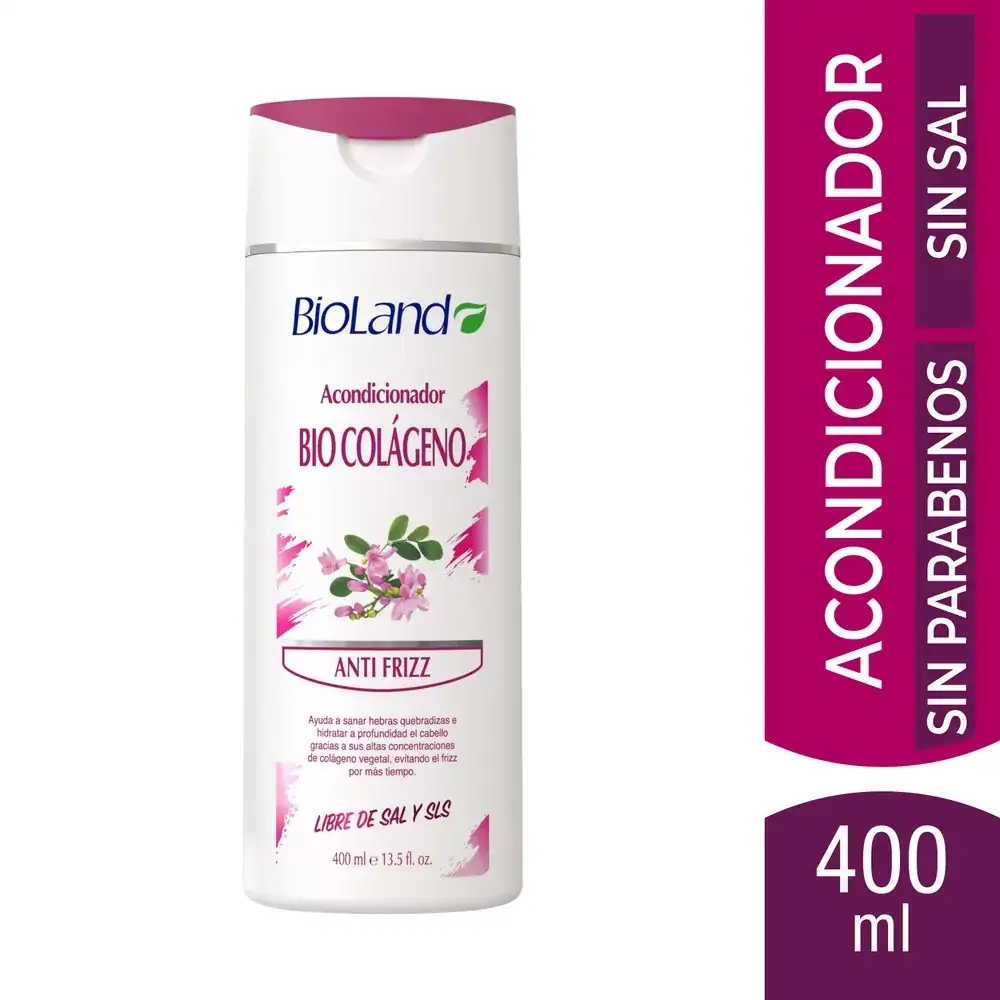 BioLand
Acondicionador
BIO COLÁGENO
ANTI FRIZZ
Ayuda a sanar hebras quebradizas e
hidratar a profundidad el cabello
gracias a sus altas concentraciones
de colágeno vegetal, evitando el frizz
por más tiempo.
LIBRE DE SAL Y SLS
400 ml e 13.5 fl. oz.
ACONDICIONADOR
SIN PARABENOS
SIN SAL
400
ml